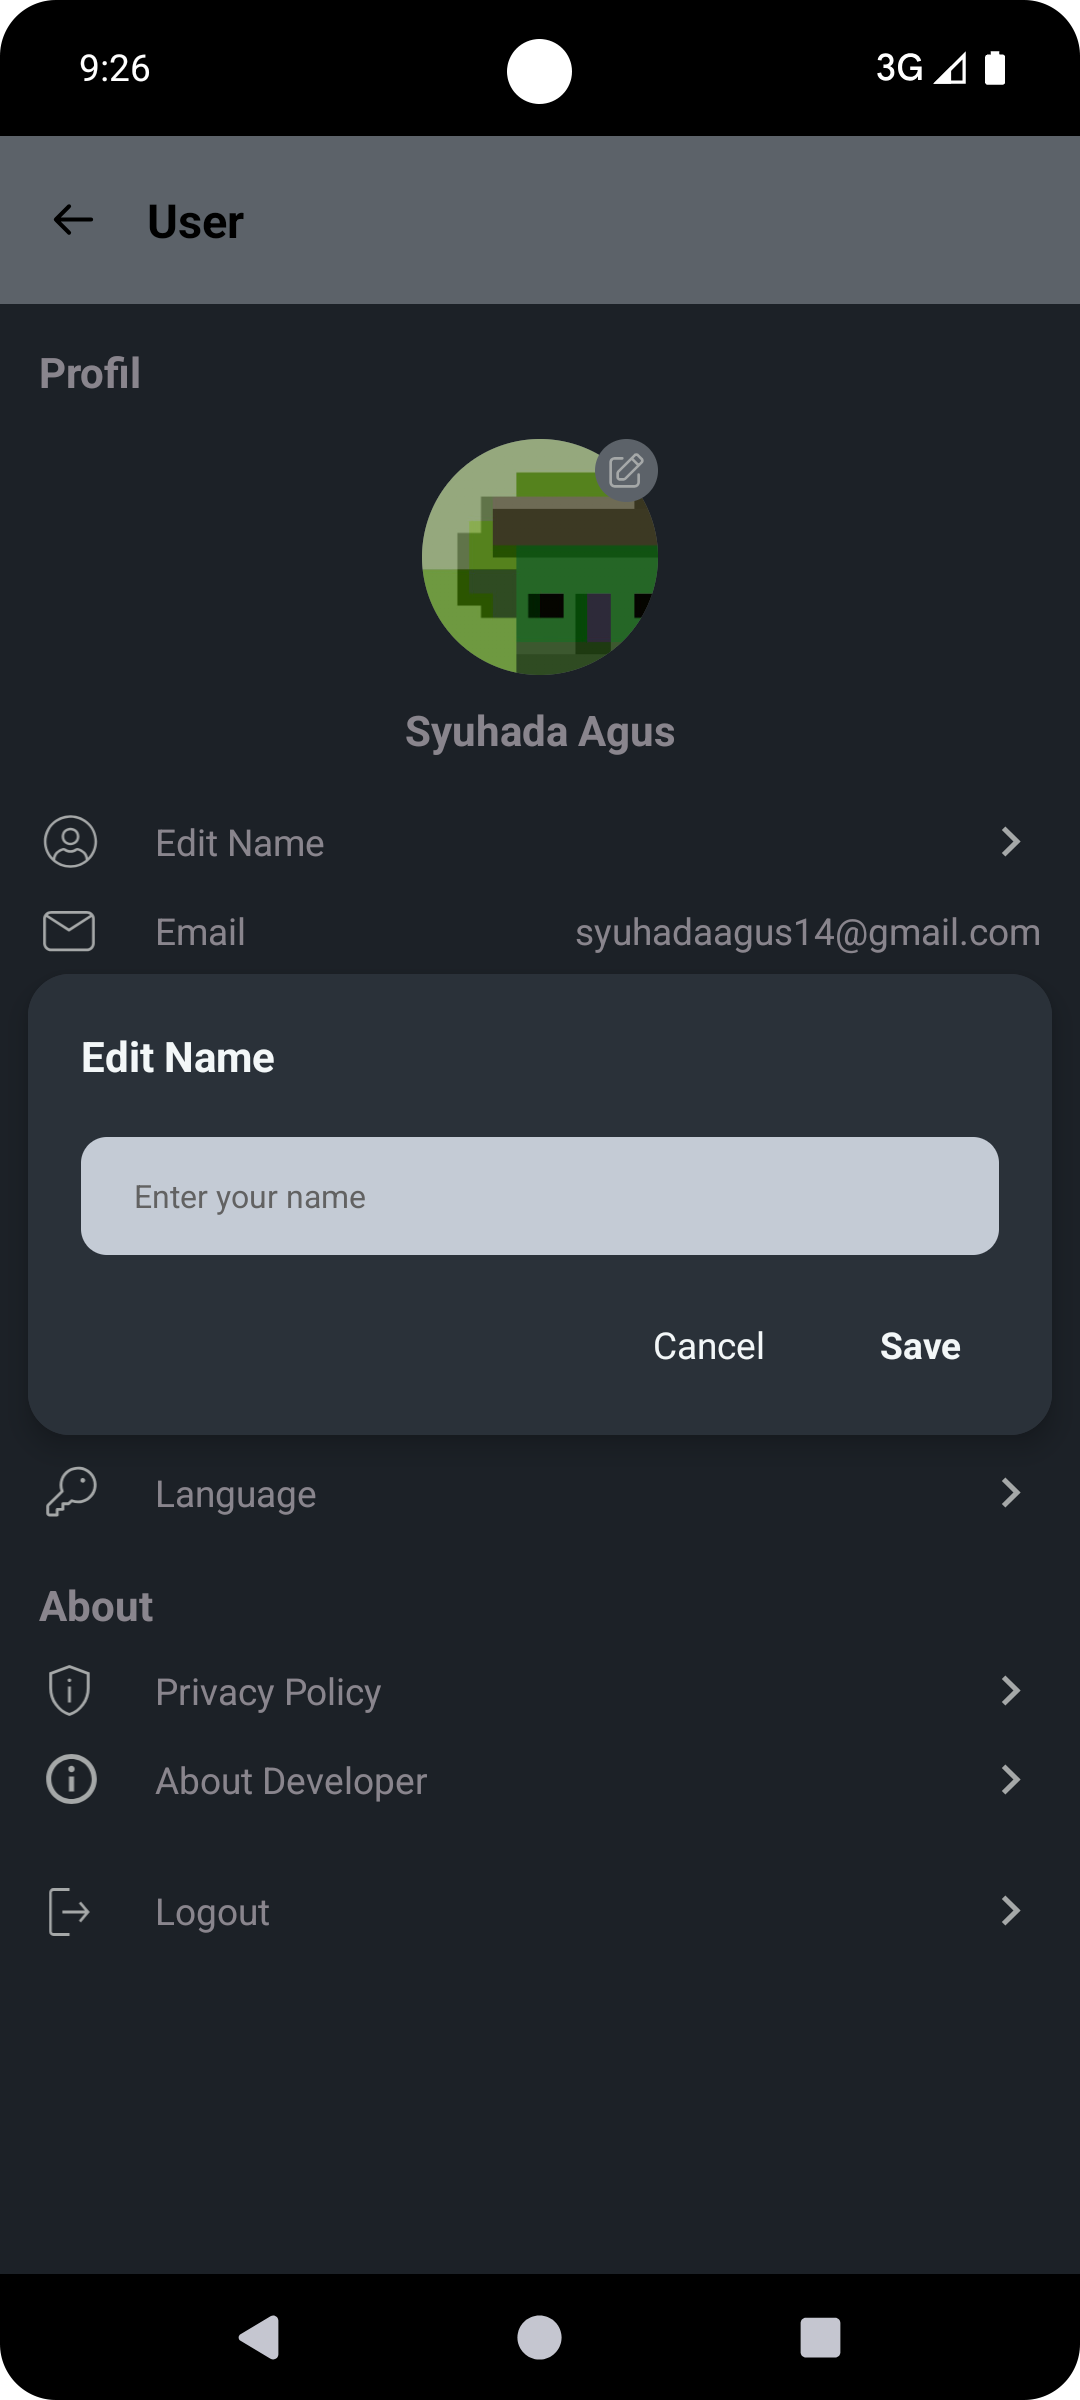 9:26
3G
User
Profil
Syuhada Agus
Edit Name
Email
syuhadaagus14@gmail.com
Edit Name
Enter your name
Cancel
Save
Language
About
Privacy Policy
About Developer
Logout